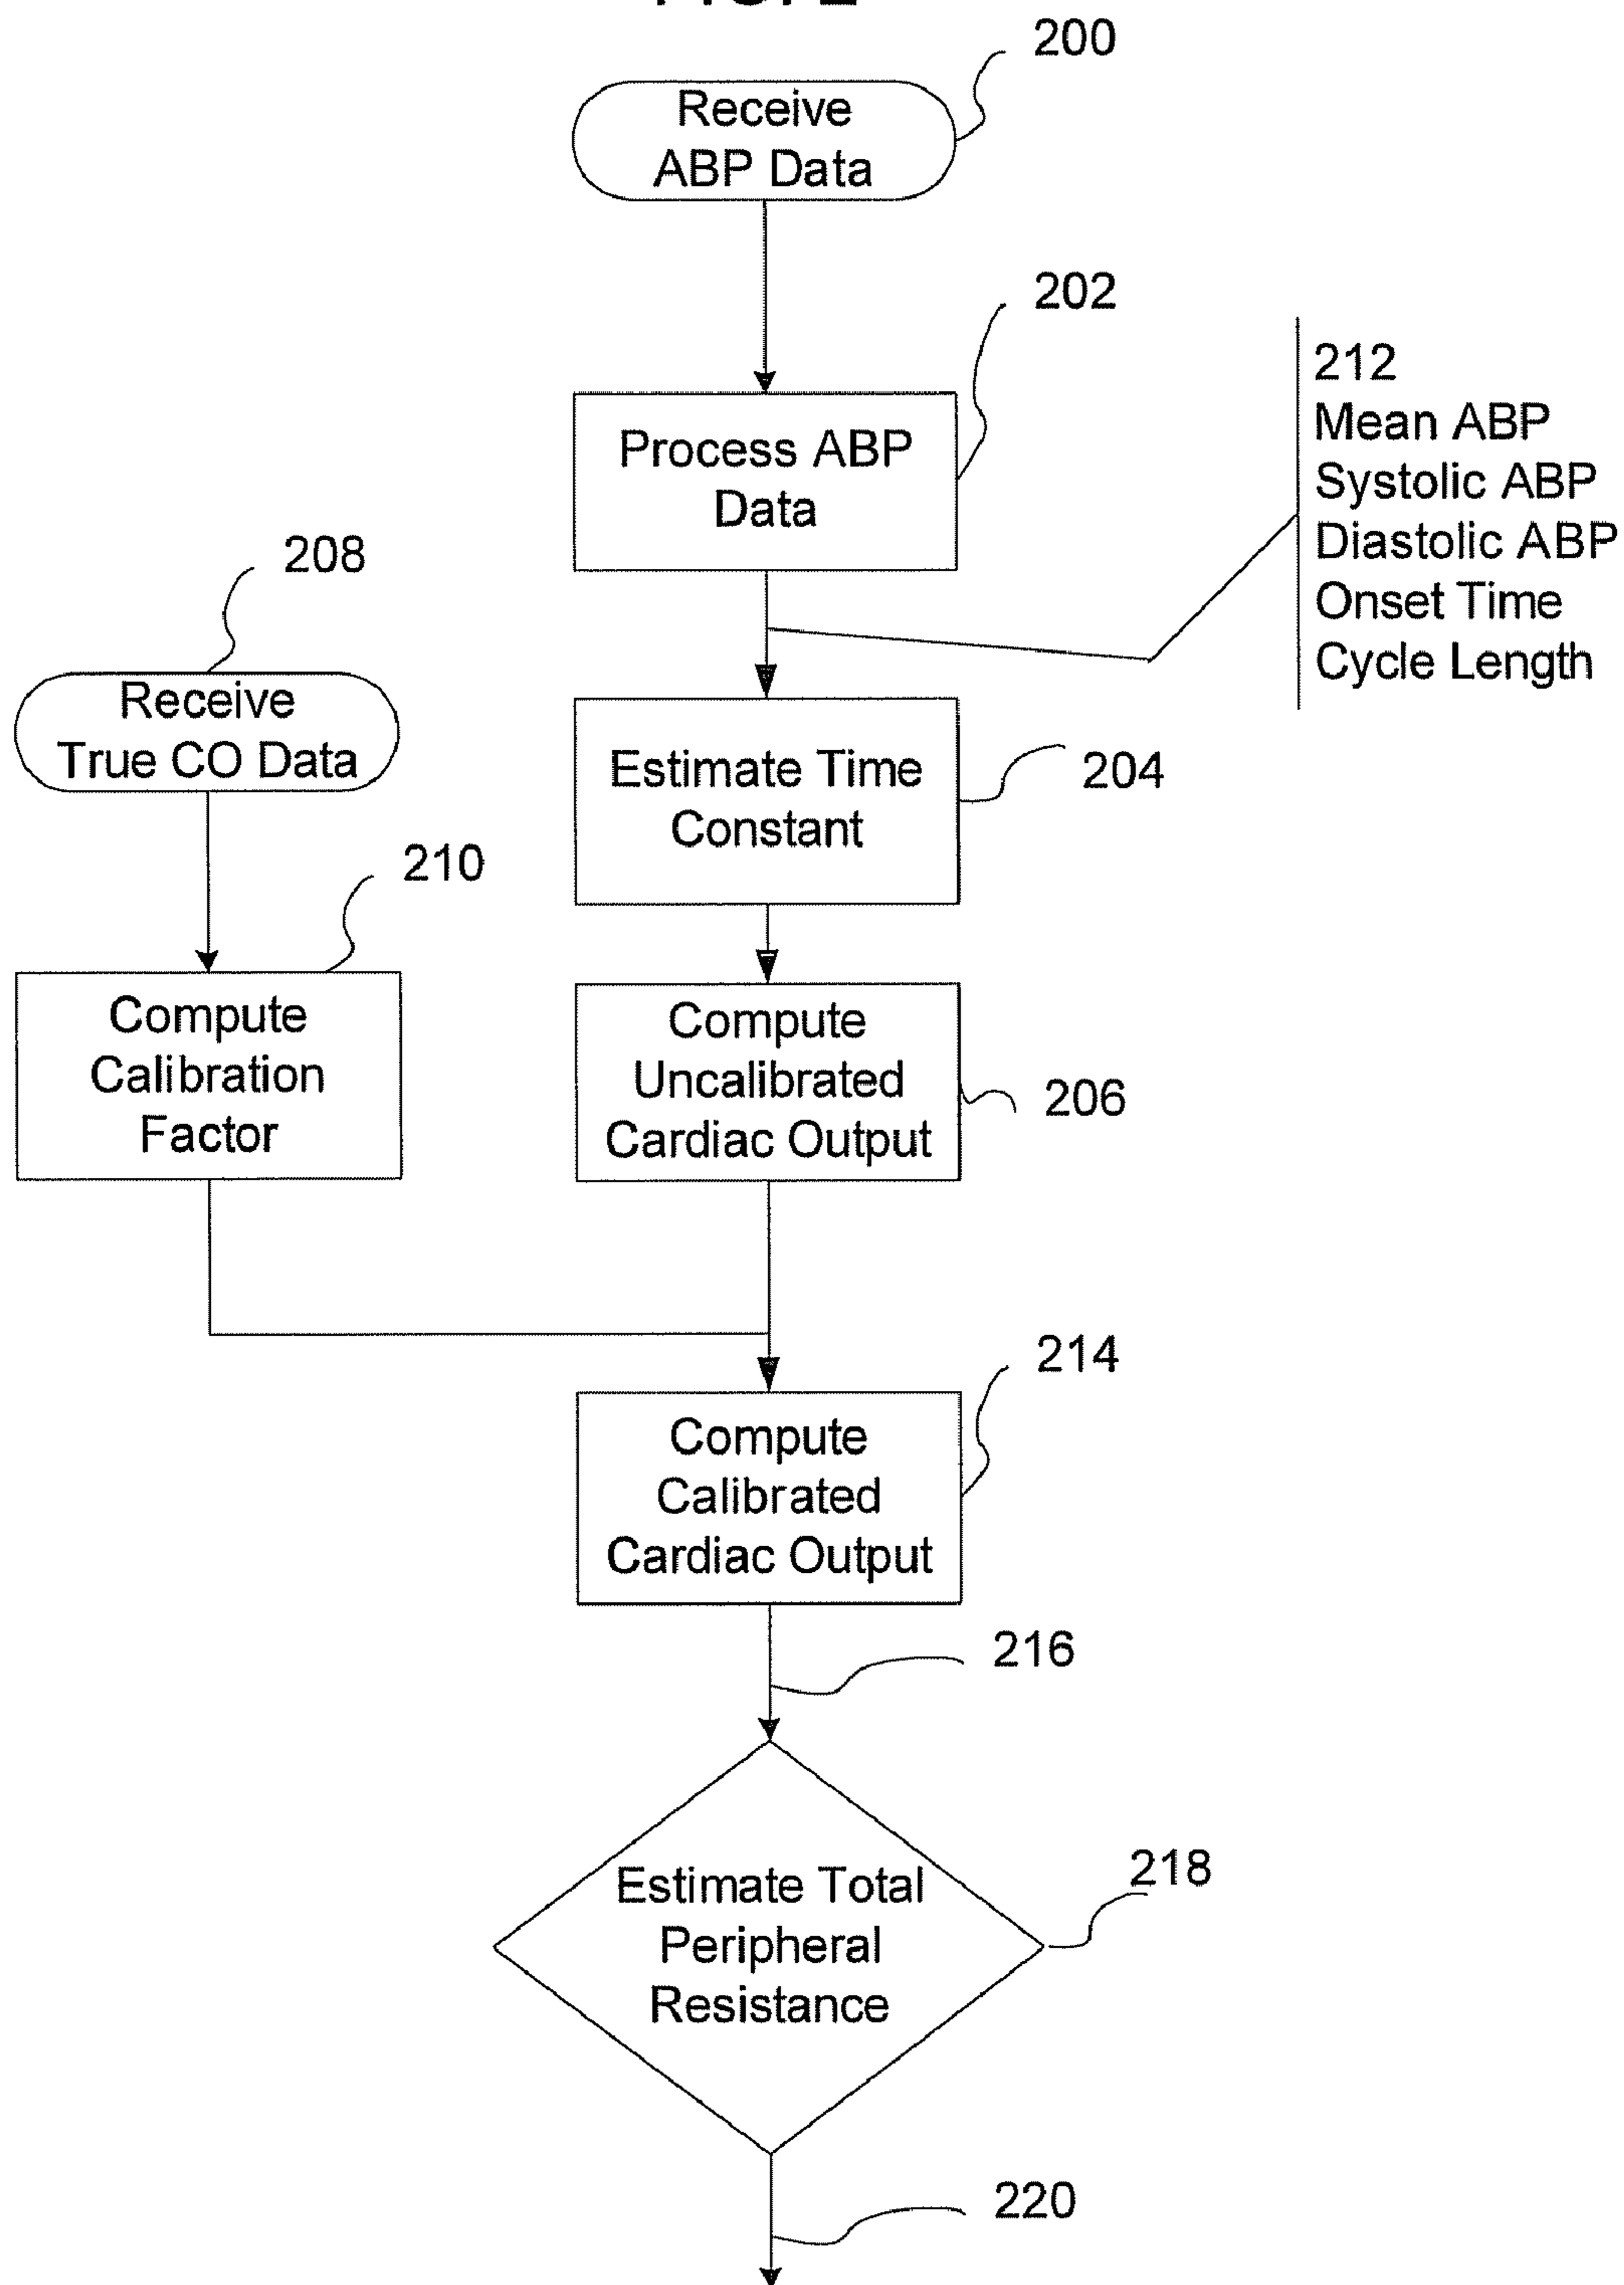 200
Receive
ABP Data
202
Process ABP
Data
212
Mean ABP
Systolic ABP
Diastolic ABP
Onset Time
Cycle Length
208
Receive
True CO Data
Estimate Time
Constant
204
210
Compute
Calibration
Factor
Compute
Uncalibrated
Cardiac Output
206
214
Compute
Calibrated
Cardiac Output
216
Estimate Total
Peripheral
Resistance
218
220